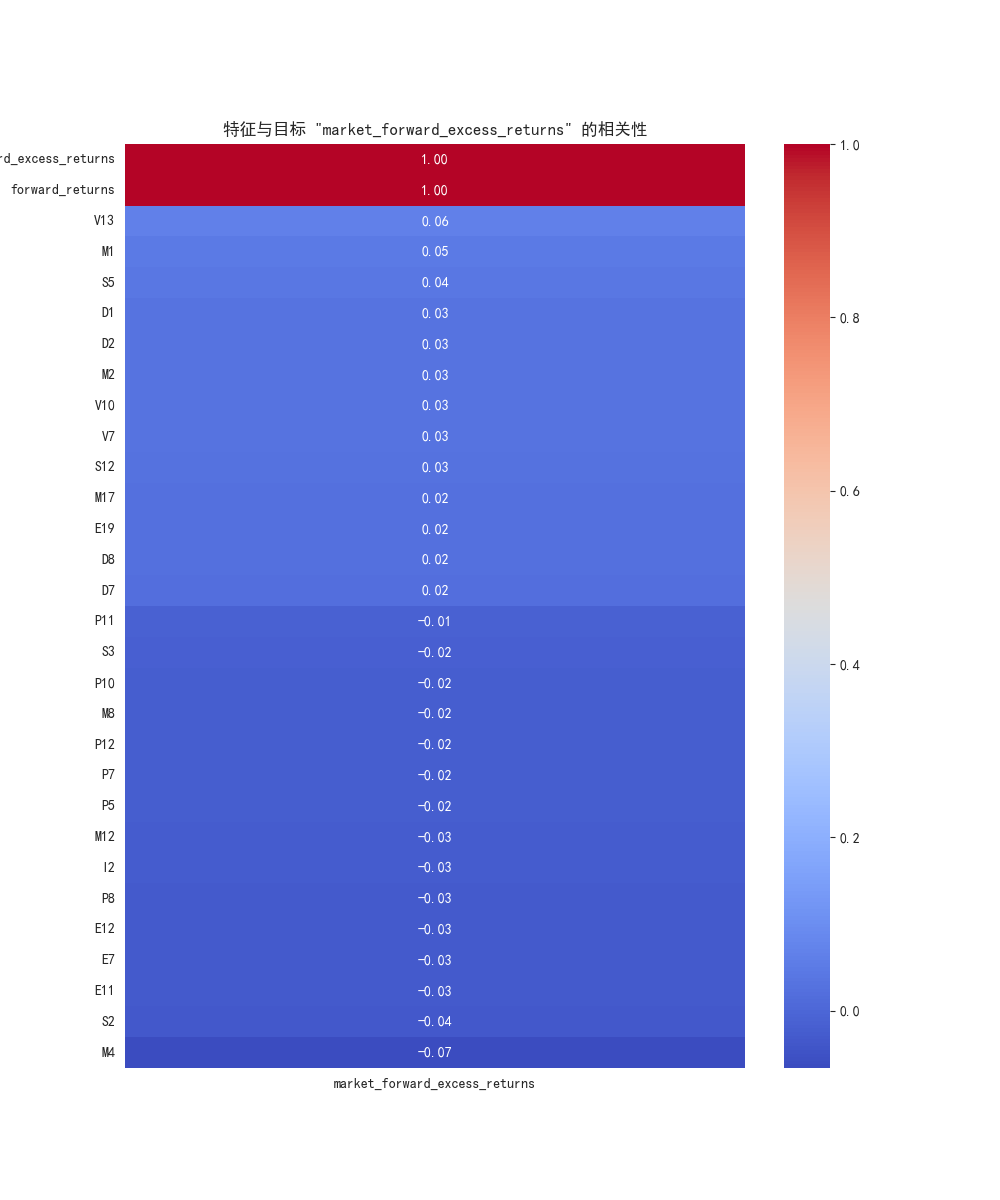 特征与目标 "market_forward_excess_returns" 的相关性
rd_excess_returns 1.00
forward_returns 1.00
V13 0.06
M1 0.05
S5 0.04
D1 0.03
D2 0.03
M2 0.03
V10 0.03
V7 0.03
S12 0.03
M17 0.02
E19 0.02
D8 0.02
D7 0.02
P11 -0.01
S3 -0.02
P10 -0.02
M8 -0.02
P12 -0.02
P7 -0.02
P5 -0.02
M12 -0.03
I2 -0.03
P8 -0.03
E12 -0.03
E7 -0.03
E11 -0.03
S2 -0.04
M4 -0.07
market_forward_excess_returns
1.0
0.8
0.6
0.4
0.2
0.0